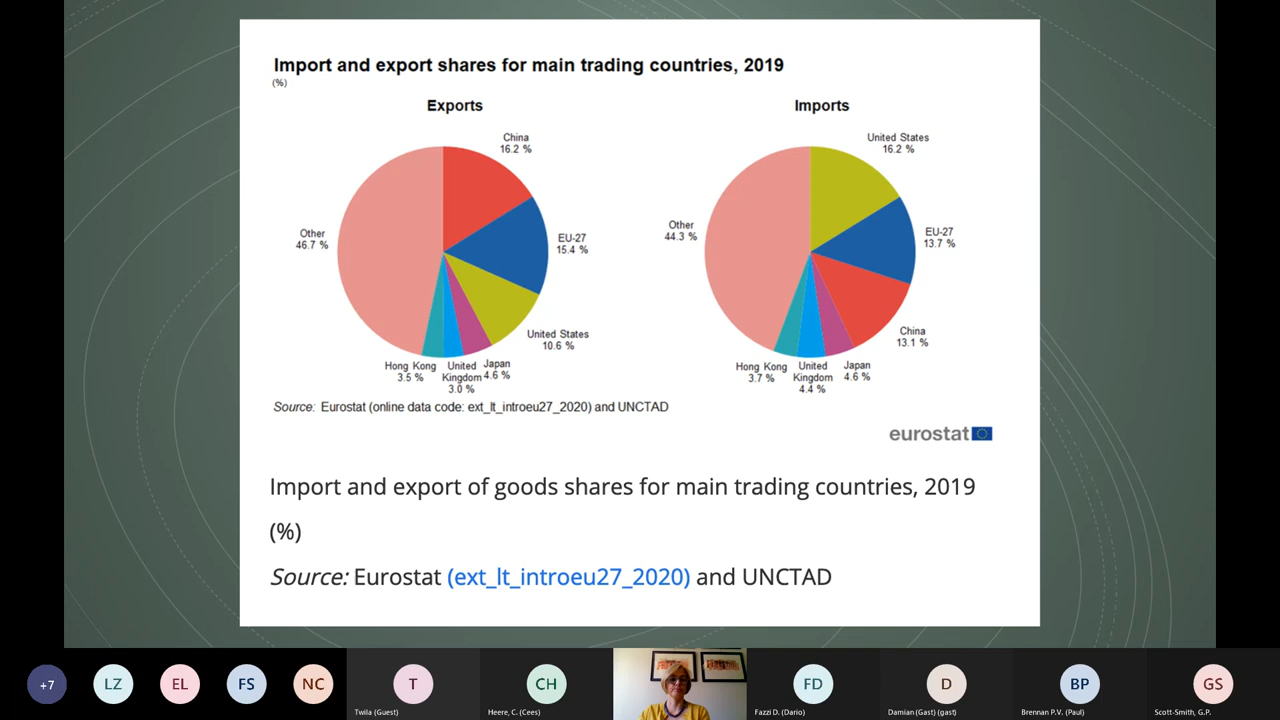 Import and export shares for main trading countries, 2019
(%)
Exports
China
16.2 %
EU-27
15.4 %
United States
10.6 %
Japan
4.6 %
United
Kingdom
3.0 %
Hong Kong
3.5 %
Other
46.7 %
Imports
United States
16.2 %
EU-27
13.7 %
China
13.1 %
Japan
4.6 %
United
Kingdom
4.4 %
Hong Kong
3.7 %
Other
44.3 %
Source: Eurostat (online data code: ext_lt_introeu27_2020) and UNCTAD
eurostat
Import and export of goods shares for main trading countries, 2019
(%)
Source: Eurostat (ext_lt_introeu27_2020) and UNCTAD
+7
LZ
EL
FS
NC
T
Twila (Guest)
CH
Heere, C. (Cees)
FD
Fazzi D. (Dario)
D
Damian (Gast) (gast)
BP
Brennan P.V. (Paul)
GS
Scott-Smith, G.P.